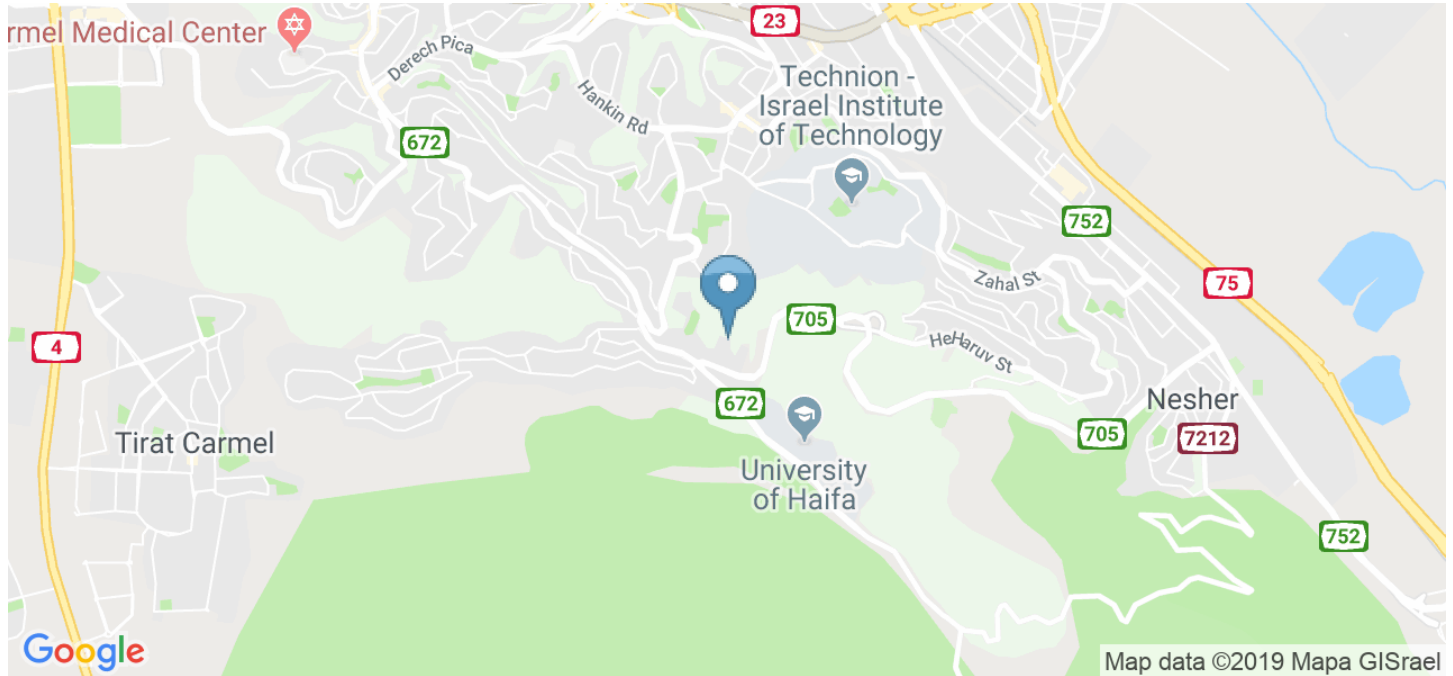 rmel Medical Center
23
Derech Pica
Hankin Rd
Technion -
Israel Institute
of Technology
672
752
Zahal St
75
705
HeHaruv St
4
672
Nesher
705
7212
Tirat Carmel
University
of Haifa
752
Google
Map data ©2019 Mapa GISrael